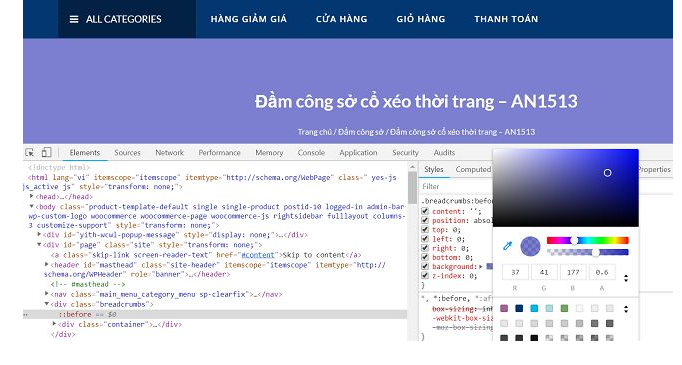 ≡ ALL CATEGORIES HÀNG GIẢM GIÁ CỬA HÀNG GIỎ HÀNG THANH TOÁN
Đầm công sở cổ xéo thời trang – AN1513
Trang chủ / Đầm công sở / Đầm công sở cổ xéo thời trang – AN1513
Elements Sources Network Performance Memory Console Application Security Audits
<!doctype html>
<html lang="vi" itemscope="itemscope" itemtype="http://schema.org/WebPage" class=" yes-js
js_active js" style="transform: none;">
<head>…</head>
<body class="product-template-default single single-product postid-10 logged-in admin-bar
wp-custom-logo woocommerce woocommerce-page woocommerce-js rightsidebar fulllayout columns-
3 customize-support" style="transform: none;">
<div id="yith-wcwl-popup-message" style="display: none;">…</div>
<div id="page" class="site" style="transform: none;">
<a class="skip-link screen-reader-text" href="#content">Skip to content</a>
<header id="masthead" class="site-header" itemscope="itemscope" itemtype="http://
schema.org/WPHeader" role="banner">…</header>
<!-- #masthead -->
<nav class="main_menu_category_menu sp-clearfix">…</nav>
<div class="breadcrumbs">
::before == $0
<div class="container">…</div>
</div>
Styles Computed Properties
Filter
.breadcrumbs:befo
content: '';
position: absol
top: 0;
left: 0;
right: 0;
bottom: 0;
background:
z-index: 0;
}
*, *:before, *:af
box-sizing: inh
-webkit-box-siz
-moz-box-sizing
}
37 41 177 0.6
R G B A